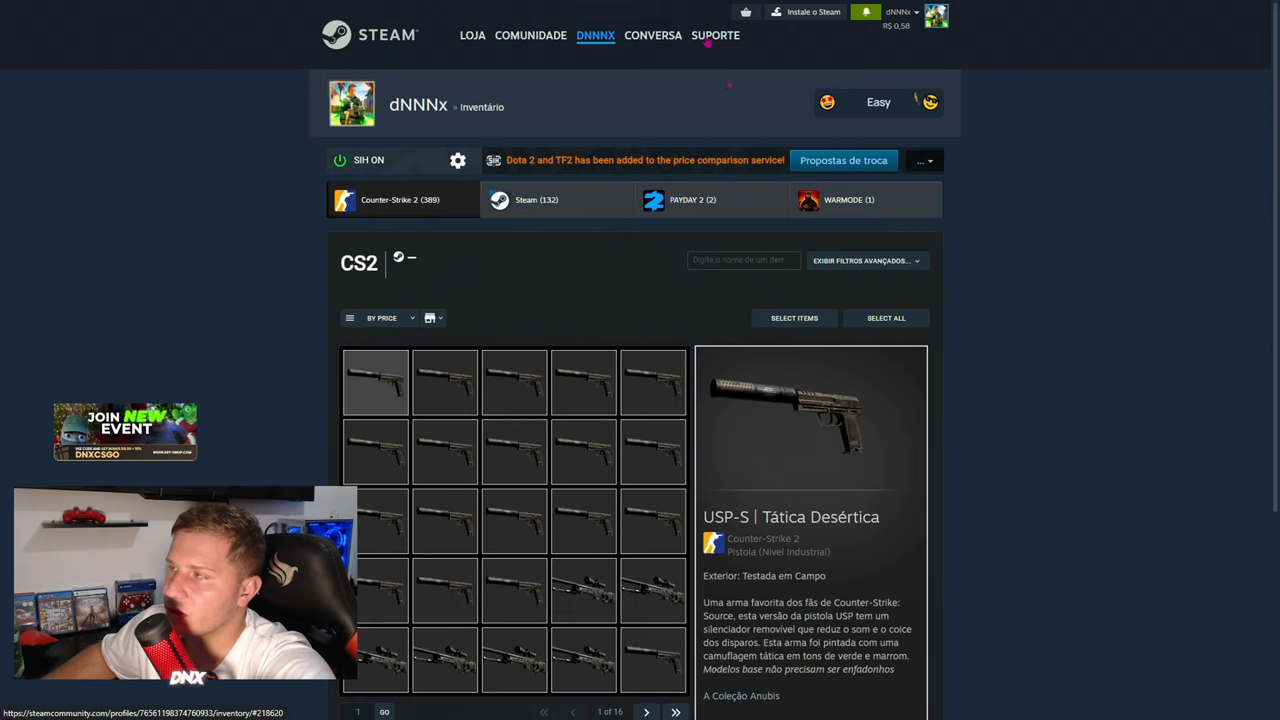 Instale o Steam
dNNNx
R$ 0,58
STEAM
LOJA COMUNIDADE DNNNX CONVERSA SUPORTE
dNNNx » Inventário
Easy
SIH ON
SIH
Dota 2 and TF2 has been added to the price comparison service!
Propostas de troca
...
Counter-Strike 2 (389)
Steam (132)
PAYDAY 2 (2)
WARMODE (1)
CS2
Digite o nome de um item
EXIBIR FILTROS AVANÇADOS...
BY PRICE
SELECT ITEMS
SELECT ALL
JOIN NEW
EVENT
DNXCSGO
WWW.KEY-DROP.COM
USP-S | Tática Desértica
Counter-Strike 2
Pistola (Nível Industrial)
Exterior: Testada em Campo
Uma arma favorita dos fãs de Counter-Strike:
Source, esta versão da pistola USP tem um
silenciador removível que reduz o som e o coice
dos disparos. Esta arma foi pintada com uma
camuflagem tática em tons de verde e marrom.
Modelos base não precisam ser enfadonhos
A Coleção Anubis
DNX
1 GO
1 of 16
https://steamcommunity.com/profiles/76561198374760933/inventory/#218620